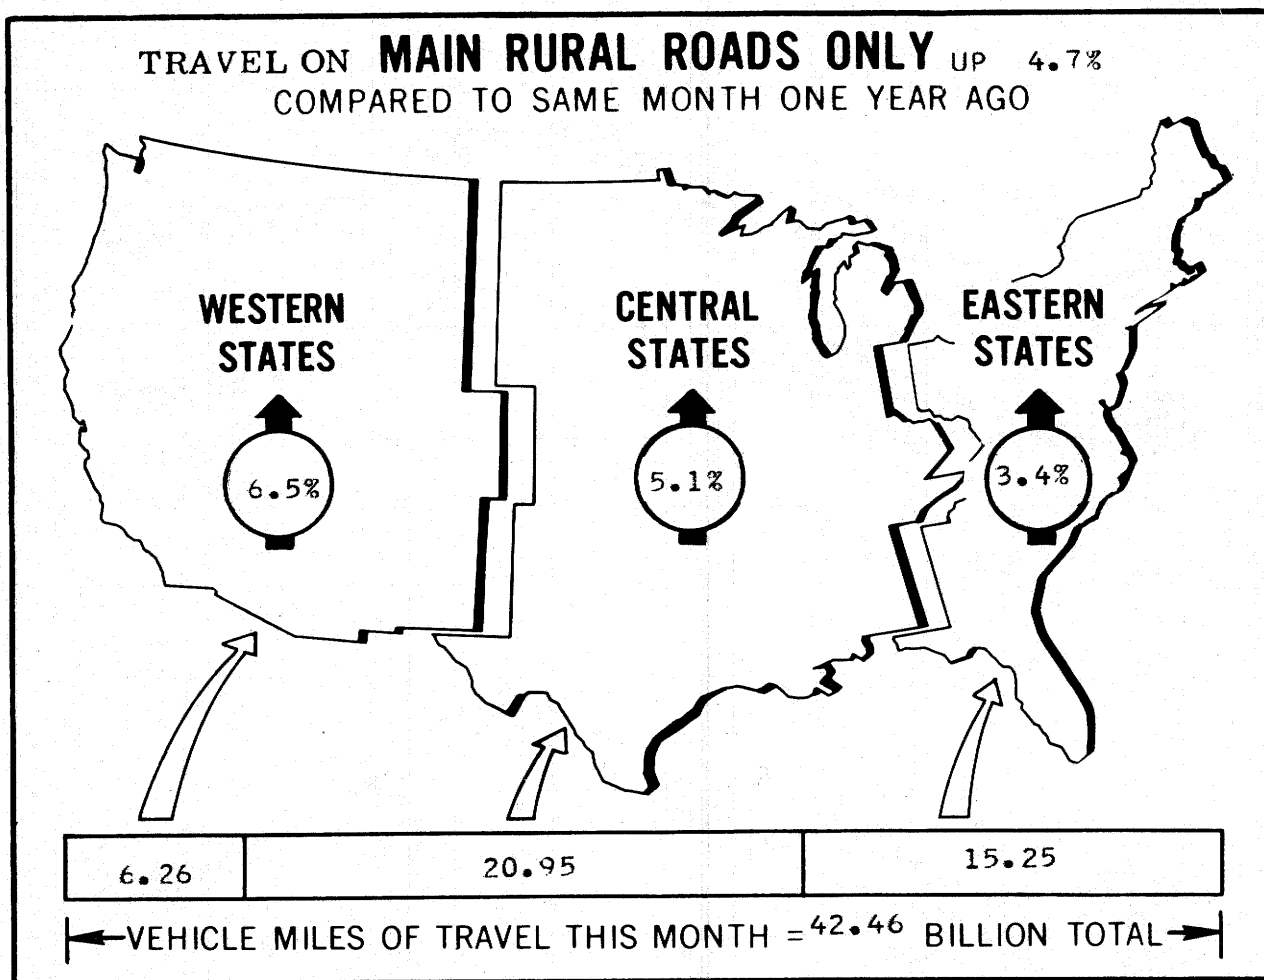 TRAVEL ON MAIN RURAL ROADS ONLY UP 4.7%
COMPARED TO SAME MONTH ONE YEAR AGO
WESTERN
STATES
6.5%
CENTRAL
STATES
5.1%
EASTERN
STATES
3.4%
6.26
20.95
15.25
VEHICLE MILES OF TRAVEL THIS MONTH = 42.46 BILLION TOTAL